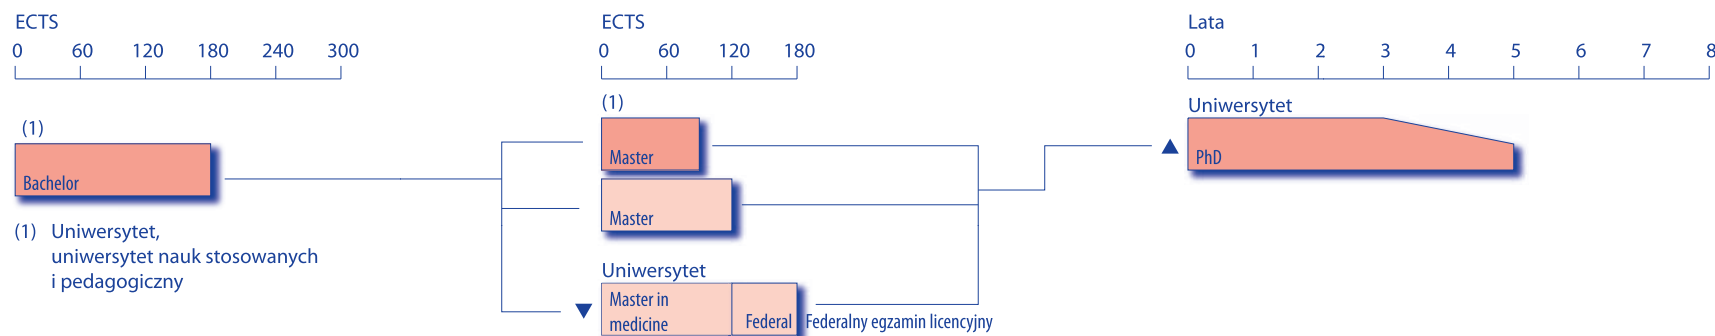 ECTS
0 60 120 180 240 300
(1)
Bachelor
(1) Uniwersytet,
uniwersytet nauk stosowanych
i pedagogiczny
ECTS
0 60 120 180
(1)
Master
Master
Uniwersytet
Master in
medicine
Federal
Federalny egzamin licencyjny
Lata
0 1 2 3 4 5 6 7 8
Uniwersytet
PhD